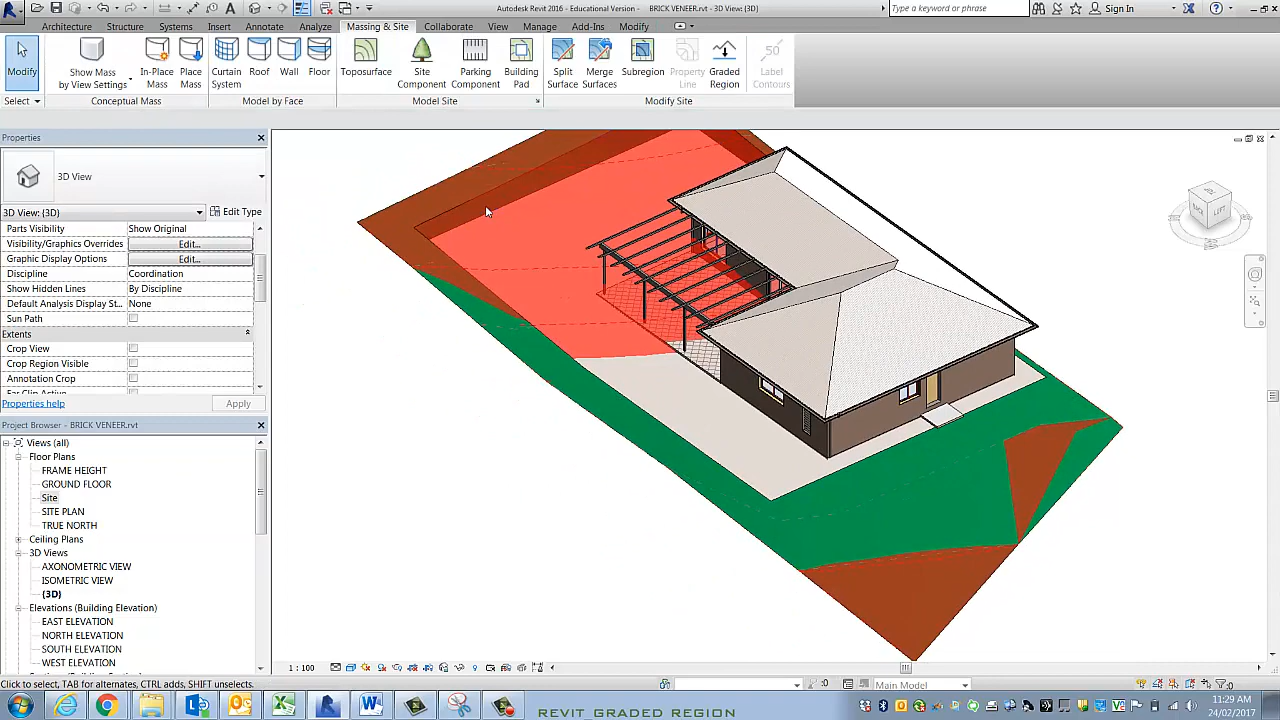 Autodesk Revit 2016 - Educational Version - BRICK VENEER.rvt - 3D View: {3D}
Type a keyword or phrase
Sign In
Architecture Structure Systems Insert Annotate Analyze Massing & Site Collaborate View Manage Add-Ins Modify
Modify
Show Mass
by View Settings
In-Place
Mass
Place
Mass
Curtain
System
Roof
Wall
Floor
Toposurface
Site
Component
Parking
Component
Building
Pad
Split
Surface
Merge
Surfaces
Subregion
Property
Line
Graded
Region
50
Label
Contours
Select
Conceptual Mass
Model by Face
Model Site
Modify Site
Properties
3D View
3D View: {3D}
Edit Type
Parts Visibility Show Original
Visibility/Graphics Overrides Edit...
Graphic Display Options Edit...
Discipline Coordination
Show Hidden Lines By Discipline
Default Analysis Display St... None
Sun Path
Extents
Crop View
Crop Region Visible
Annotation Crop
Far Clip Active
Properties help
Apply
Project Browser - BRICK VENEER.rvt
Views (all)
Floor Plans
FRAME HEIGHT
GROUND FLOOR
Site
SITE PLAN
TRUE NORTH
Ceiling Plans
3D Views
AXONOMETRIC VIEW
ISOMETRIC VIEW
{3D}
Elevations (Building Elevation)
EAST ELEVATION
NORTH ELEVATION
SOUTH ELEVATION
WEST ELEVATION
BACK
LEFT
1 : 100
Click to select, TAB for alternates, CTRL adds, SHIFT unselects.
:0
Main Model
:0
REVIT GRADED REGION
11:29 AM
24/02/2017